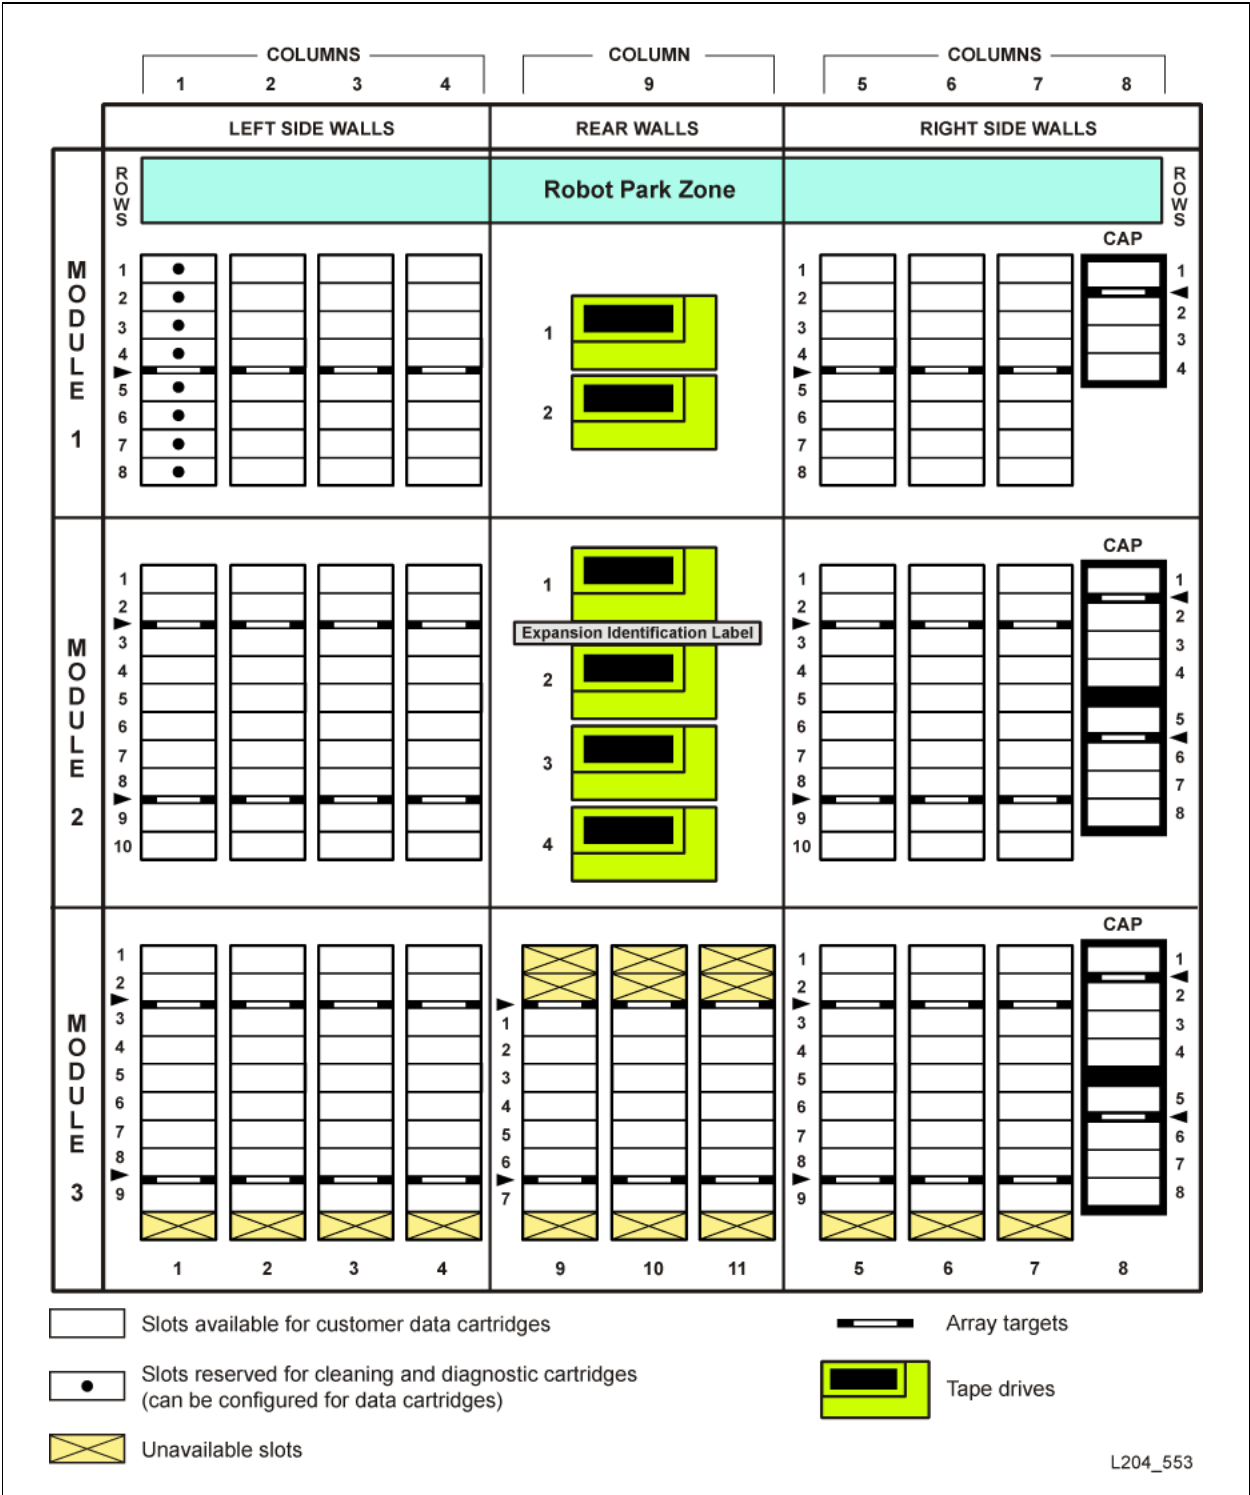 COLUMNS COLUMN COLUMNS
1 2 3 4 9 5 6 7 8
LEFT SIDE WALLS REAR WALLS RIGHT SIDE WALLS
ROWS Robot Park Zone ROWS
MODULE 1
CAP
1 1 1
2 1 2 2
3 3 3
4 4 4
5 2 5
6 6
7 7
8 8
MODULE 2
CAP
1 1 1 1
2 2 2
Expansion Identification Label
3 3 3
4 2 4 4
5 5 5
6 6 6
7 3 7 7
8 8 8
9 9
10 4 10
MODULE 3
CAP
1 1 1
2 2 2
3 1 3 3
4 2 4 4
5 3 5 5
6 4 6 6
7 5 7 7
8 6 8 8
9 7 9
1 2 3 4 9 10 11 5 6 7 8
Slots available for customer data cartridges
Array targets
Slots reserved for cleaning and diagnostic cartridges
(can be configured for data cartridges)
Tape drives
Unavailable slots
L204_553